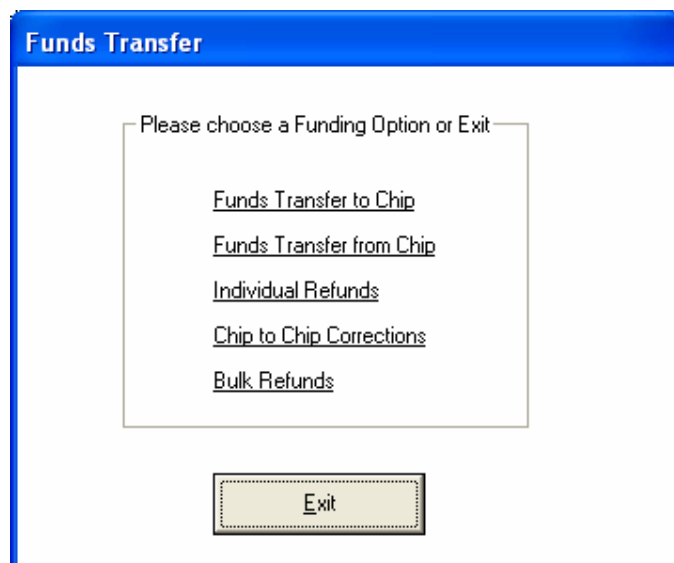 Funds Transfer
Please choose a Funding Option or Exit
Funds Transfer to Chip
Funds Transfer from Chip
Individual Refunds
Chip to Chip Corrections
Bulk Refunds
Exit